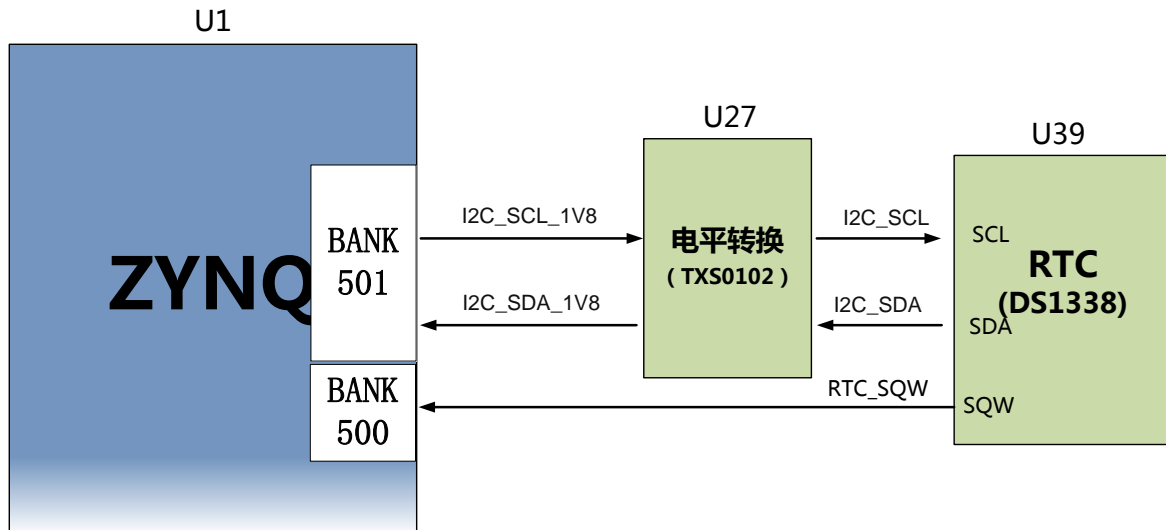 U1
U27
U39
ZYNQ
BANK
501
I2C_SCL_1V8
I2C_SDA_1V8
电平转换
（TXS0102）
I2C_SCL
I2C_SDA
SCL
RTC
(DS1338)
SDA
BANK
500
RTC_SQW
SQW